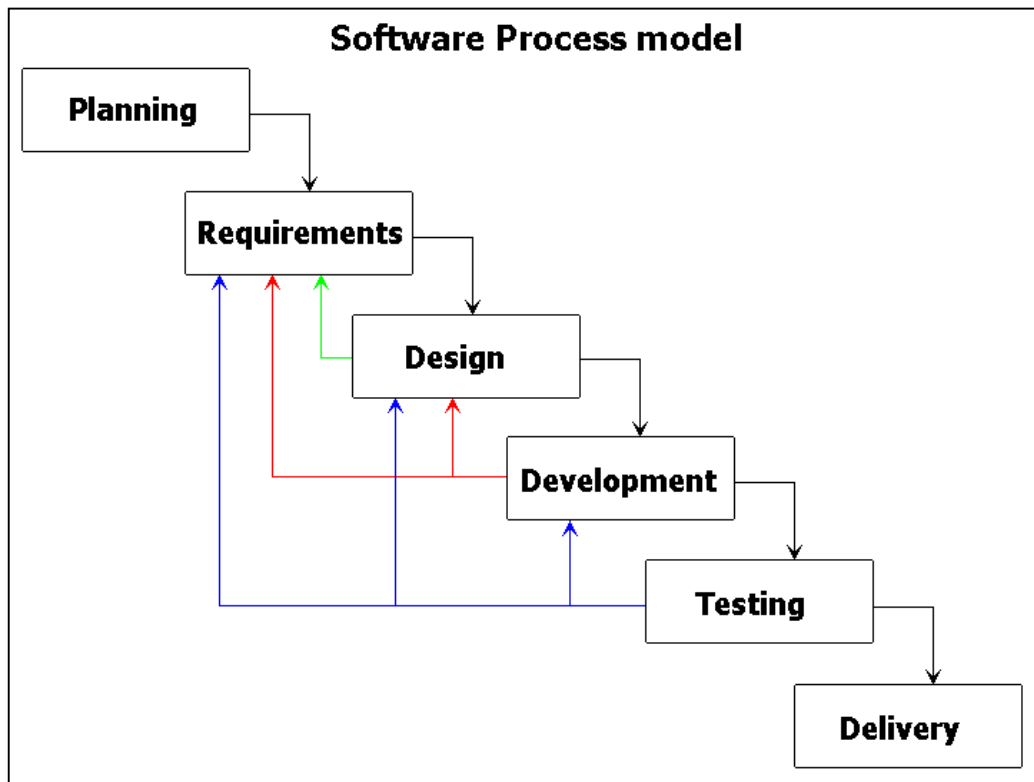 Software Process model
Planning
Requirements
Design
Development
Testing
Delivery